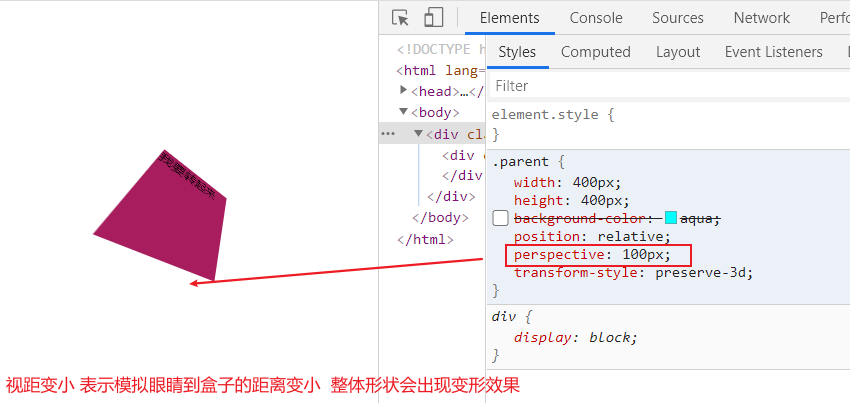 Elements Console Sources Network Perfo
Styles Computed Layout Event Listeners
<!DOCTYPE h
<html lang=
<head>…</
<body>
<div cl
<div c
</div>
</div>
</body>
</html>
Filter
element.style {
}
.parent {
width: 400px;
height: 400px;
background-color: aqua;
position: relative;
perspective: 100px;
transform-style: preserve-3d;
}
div {
display: block;
}
我要转起来
视距变小 表示模拟眼睛到盒子的距离变小 整体形状会出现变形效果